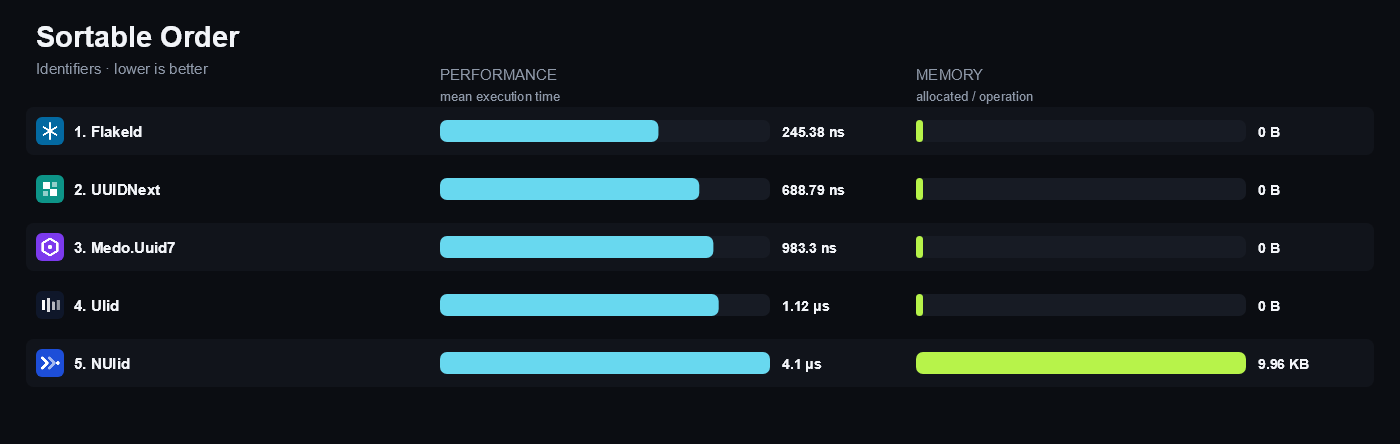 Sortable Order
Identifiers · lower is better
PERFORMANCE
mean execution time
MEMORY
allocated / operation
1. FlakeId 245.38 ns 0 B
2. UUIDNext 688.79 ns 0 B
3. Medo.Uuid7 983.3 ns 0 B
4. Ulid 1.12 μs 0 B
5. NUlid 4.1 μs 9.96 KB